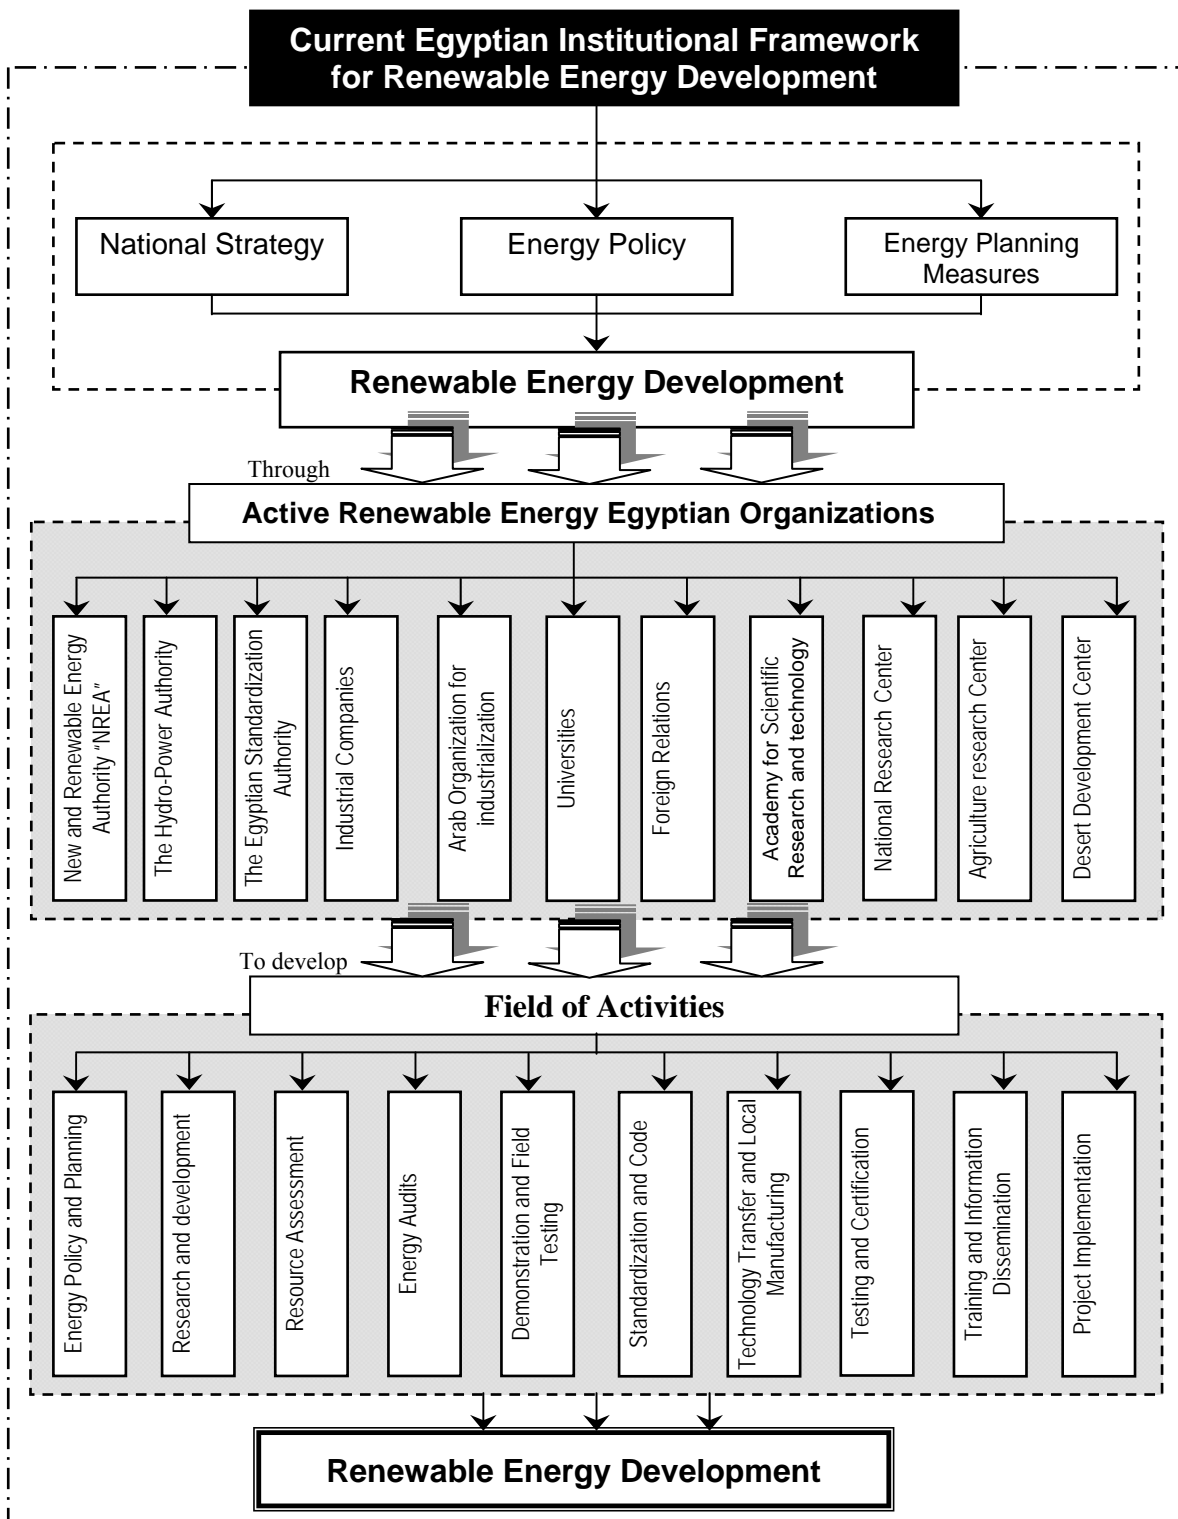 Current Egyptian Institutional Framework
for Renewable Energy Development
National Strategy
Energy Policy
Energy Planning
Measures
Renewable Energy Development
Through
Active Renewable Energy Egyptian Organizations
New and Renewable Energy
Authority “NREA”
The Hydro-Power Authority
The Egyptian Standardization
Authority
Industrial Companies
Arab Organization for
industrialization
Universities
Foreign Relations
Academy for Scientific
Research and technology
National Research Center
Agriculture research Center
Desert Development Center
To develop
Field of Activities
Energy Policy and Planning
Research and development
Resource Assessment
Energy Audits
Demonstration and Field
Testing
Standardization and Code
Technology Transfer and Local
Manufacturing
Testing and Certification
Training and Information
Dissemination
Project Implementation
Renewable Energy Development